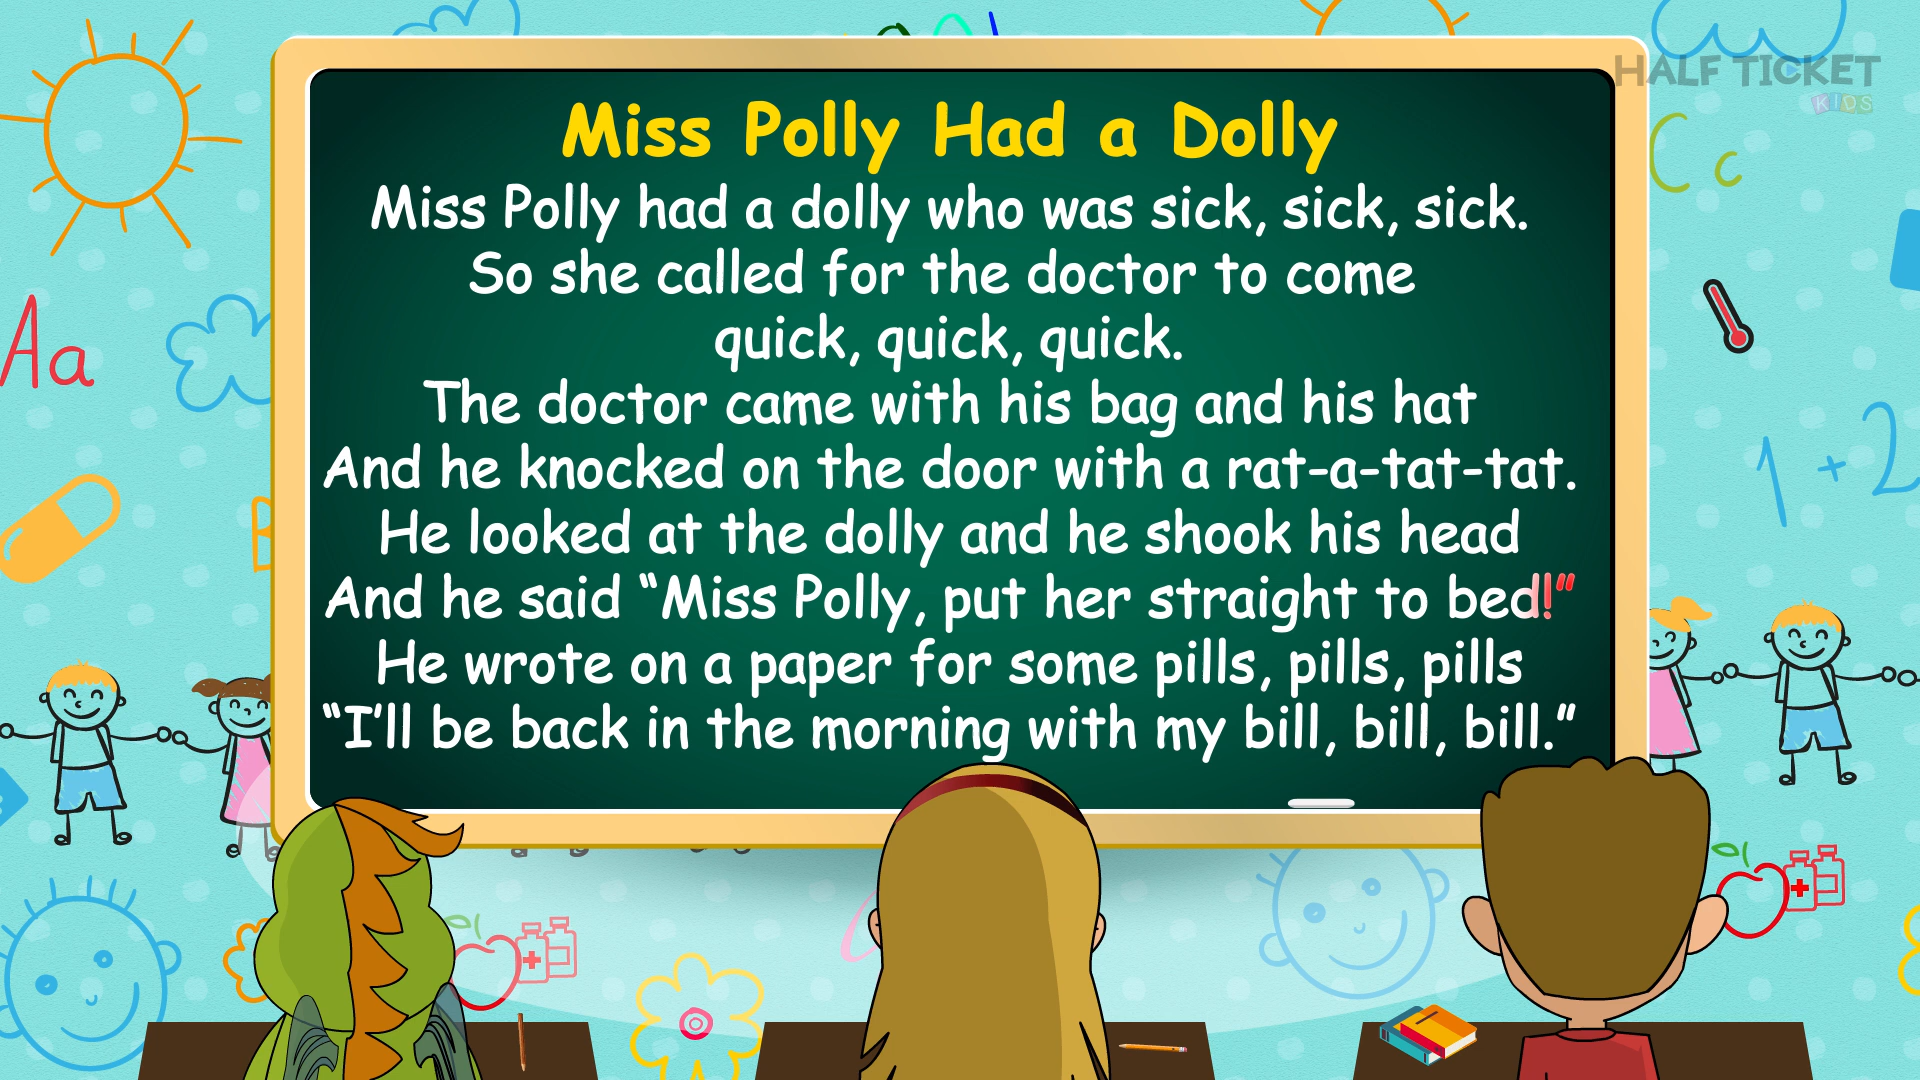 HALF TICKET
KIDS
Miss Polly Had a Dolly
Miss Polly had a dolly who was sick, sick, sick.
So she called for the doctor to come
quick, quick, quick.
The doctor came with his bag and his hat
And he knocked on the door with a rat-a-tat-tat.
He looked at the dolly and he shook his head
And he said “Miss Polly, put her straight to bed!”
He wrote on a paper for some pills, pills, pills
“I’ll be back in the morning with my bill, bill, bill.”
Aa
B
Cc
1+2